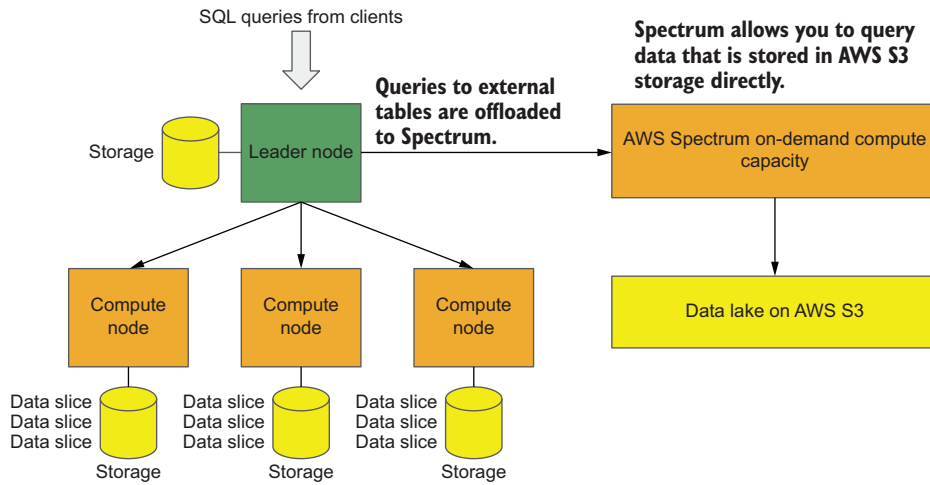 SQL queries from clients
Spectrum allows you to query
data that is stored in AWS S3
storage directly.
Queries to external
tables are offloaded
to Spectrum.
Storage
Leader node
AWS Spectrum on-demand compute
capacity
Compute
node
Compute
node
Compute
node
Data lake on AWS S3
Data slice
Data slice
Data slice
Storage
Data slice
Data slice
Data slice
Storage
Data slice
Data slice
Data slice
Storage